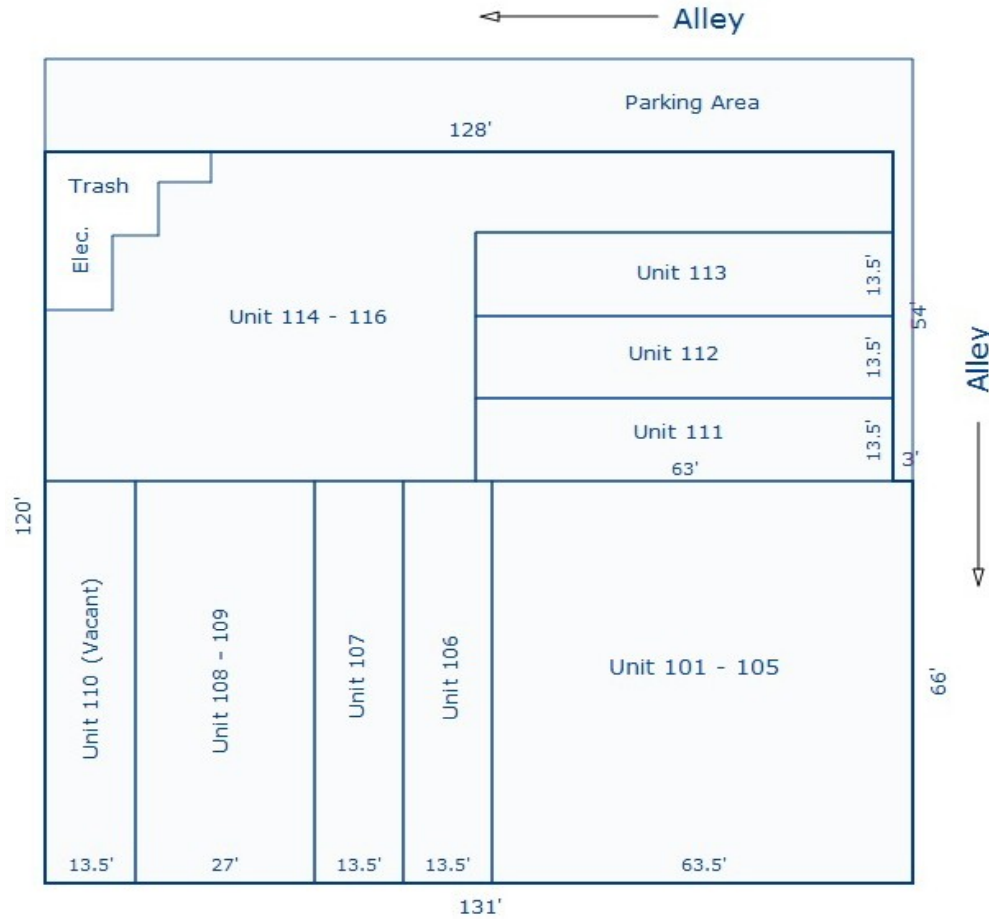 Alley
Parking Area
128'
Trash
Elec.
Unit 113
13.5'
54'
Unit 114 - 116
Unit 112
13.5'
Alley
Unit 111
13.5'
63'
3'
120'
Unit 110 (Vacant)
Unit 108 - 109
Unit 107
Unit 106
Unit 101 - 105
66'
13.5'
27'
13.5'
13.5'
63.5'
131'